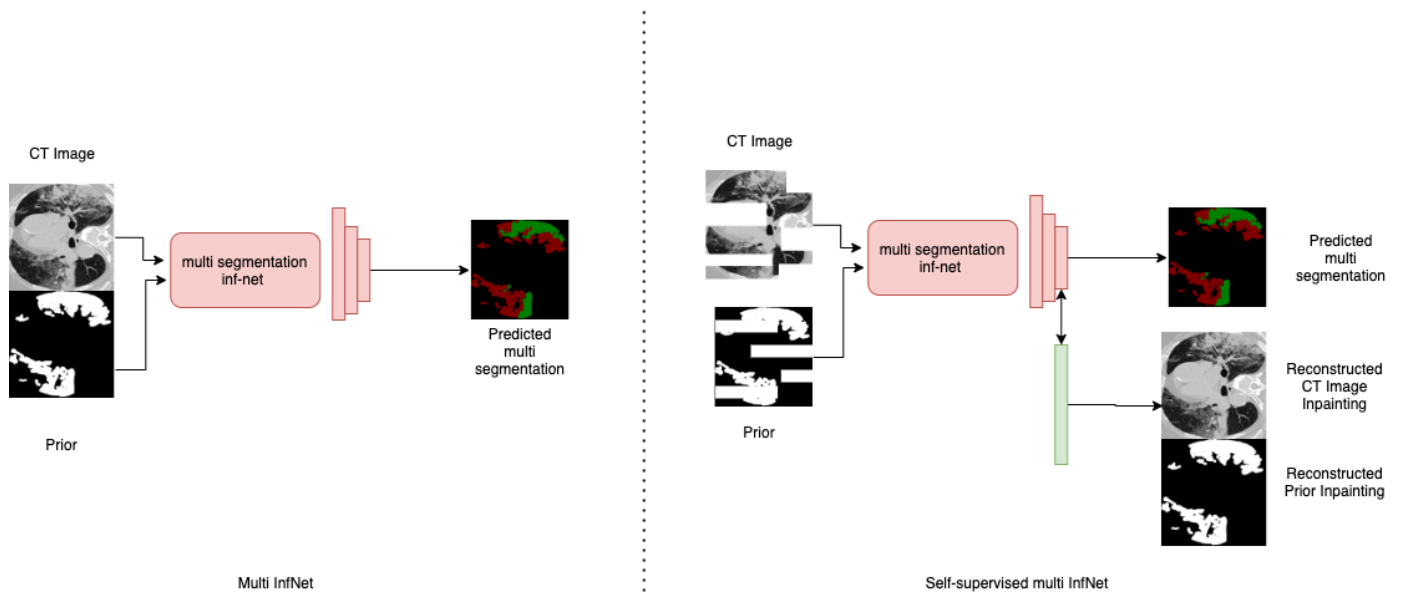 CT Image
multi segmentation
inf-net
Predicted
multi
segmentation
Prior
Multi InfNet
CT Image
multi segmentation
inf-net
Predicted
multi
segmentation
Prior
Reconstructed
CT Image
Inpainting
Reconstructed
Prior Inpainting
Self-supervised multi InfNet